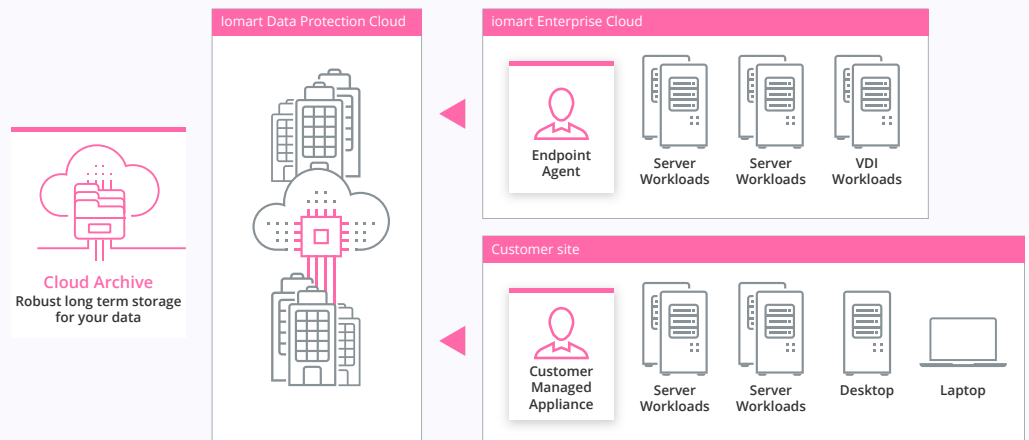 Iomart Data Protection Cloud
iomart Enterprise Cloud
Endpoint
Agent
Server
Workloads
Server
Workloads
VDI
Workloads
Cloud Archive
Robust long term storage
for your data
Customer site
Customer
Managed
Appliance
Server
Workloads
Server
Workloads
Desktop
Laptop